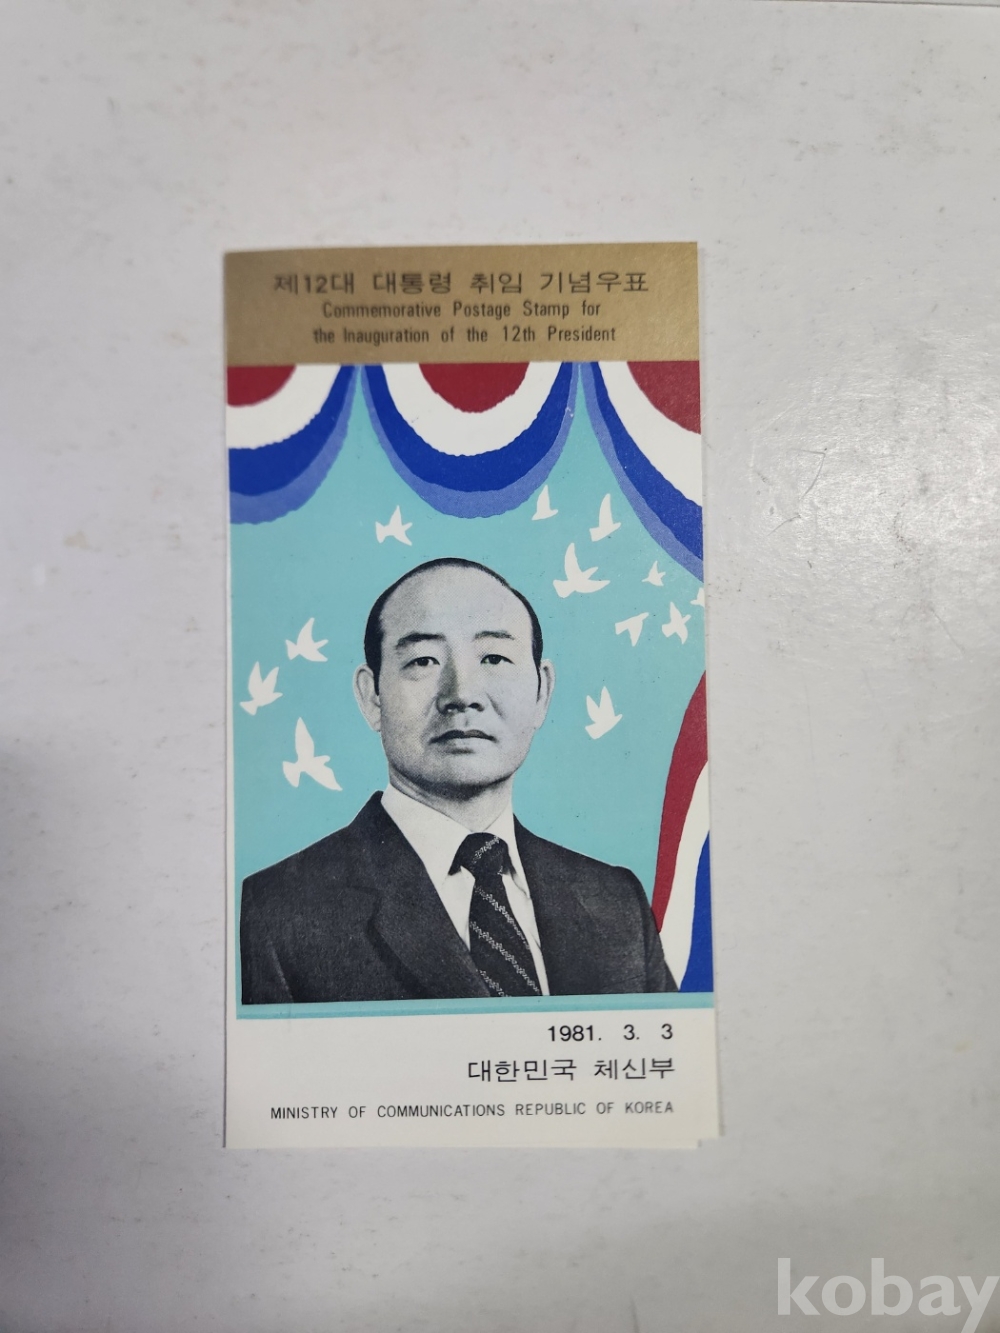 제12대 대통령 취임 기념우표
Commemorative Postage Stamp for
the Inauguration of the 12th President
1981. 3. 3
대한민국 체신부
MINISTRY OF COMMUNICATIONS REPUBLIC OF KOREA
kobay